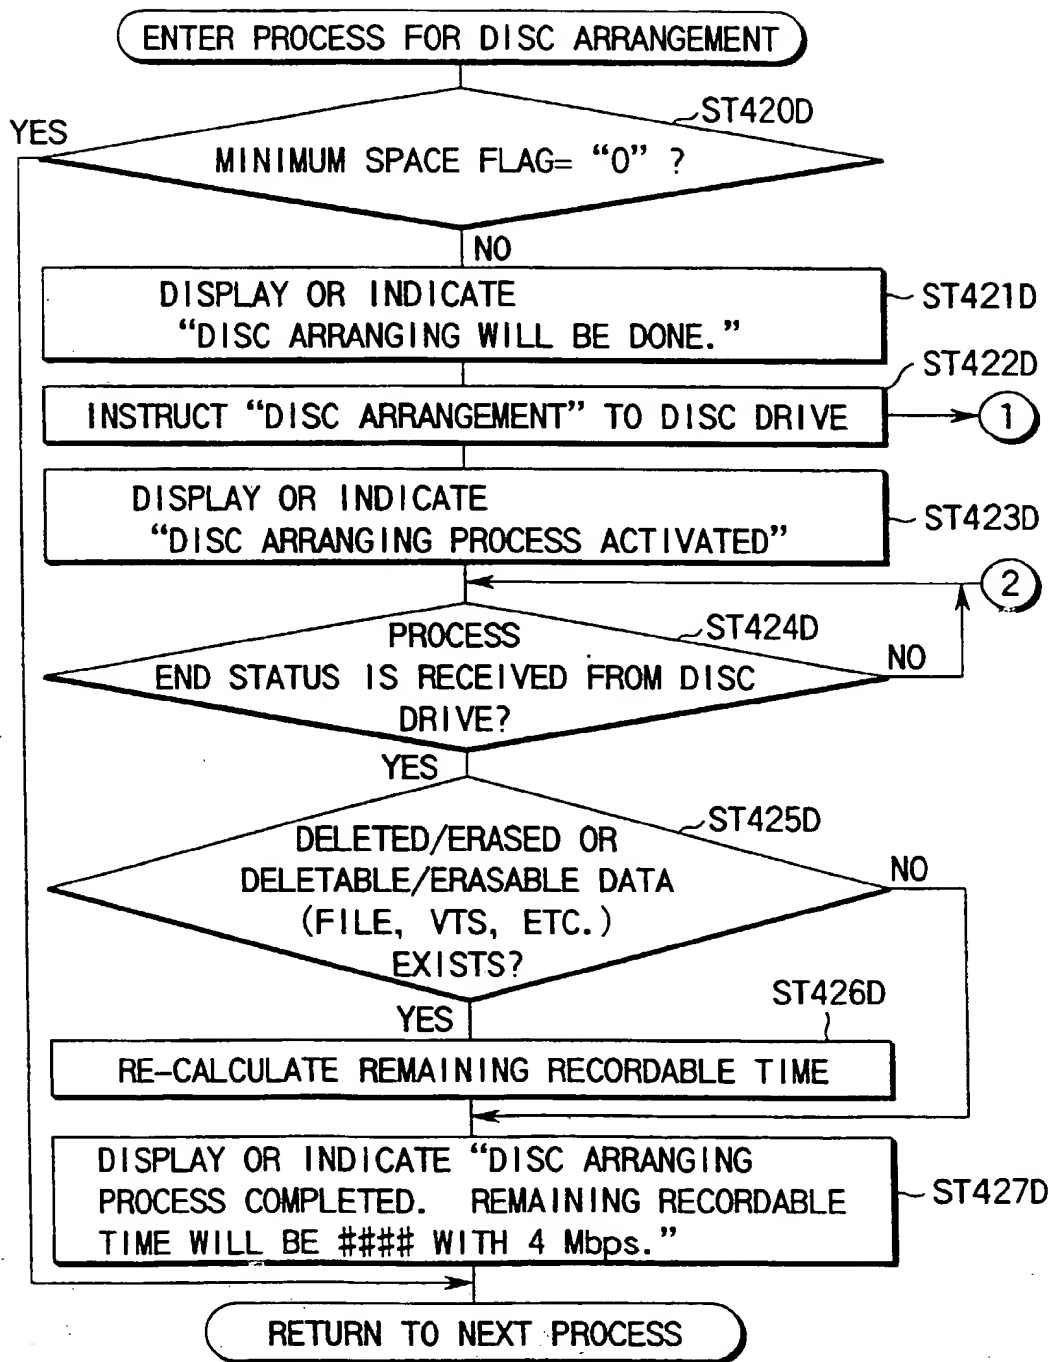 ENTER PROCESS FOR DISC ARRANGEMENT
ST420D
YES
MINIMUM SPACE FLAG= “0” ?
NO
DISPLAY OR INDICATE
“DISC ARRANGING WILL BE DONE.”
ST421D
ST422D
INSTRUCT “DISC ARRANGEMENT” TO DISC DRIVE
1
DISPLAY OR INDICATE
“DISC ARRANGING PROCESS ACTIVATED”
ST423D
2
ST424D
PROCESS
END STATUS IS RECEIVED FROM DISC
DRIVE?
NO
YES
ST425D
DELETED/ERASED OR
DELETABLE/ERASABLE DATA
(FILE, VTS, ETC.)
EXISTS?
NO
YES
ST426D
RE-CALCULATE REMAINING RECORDABLE TIME
DISPLAY OR INDICATE “DISC ARRANGING
PROCESS COMPLETED. REMAINING RECORDABLE
TIME WILL BE #### WITH 4 Mbps.”
ST427D
RETURN TO NEXT PROCESS